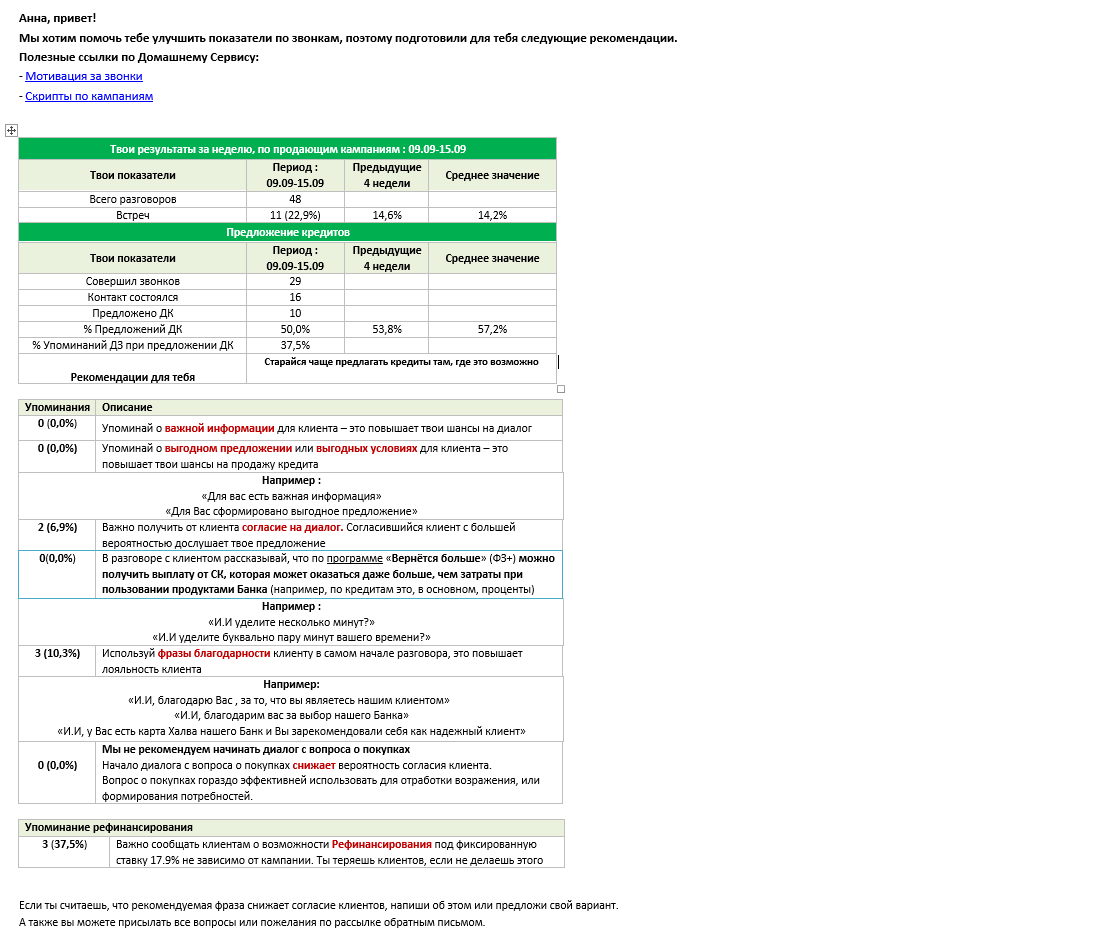 Анна, привет!
Мы хотим помочь тебе улучшить показатели по звонкам, поэтому подготовили для тебя следующие рекомендации.
Полезные ссылки по Домашнему Сервису:
- Мотивация за звонки
- Скрипты по кампаниям
Твои результаты за неделю, по продающим кампаниям : 09.09-15.09
Твои показатели Период : 09.09-15.09 Предыдущие 4 недели Среднее значение
Всего разговоров 48
Встреч 11 (22,9%) 14,6% 14,2%
Предложение кредитов
Твои показатели Период : 09.09-15.09 Предыдущие 4 недели Среднее значение
Совершил звонков 29
Контакт состоялся 16
Предложено ДК 10
% Предложений ДК 50,0% 53,8% 57,2%
% Упоминаний ДЗ при предложении ДК 37,5%
Рекомендации для тебя Старайся чаще предлагать кредиты там, где это возможно
Упоминания Описание
0 (0,0%) Упоминай о важной информации для клиента – это повышает твои шансы на диалог
0 (0,0%) Упоминай о выгодном предложении или выгодных условиях для клиента – это
повышает твои шансы на продажу кредита
Например :
«Для вас есть важная информация»
«Для Вас сформировано выгодное предложение»
2 (6,9%) Важно получить от клиента согласие на диалог. Согласившийся клиент с большей
вероятностью дослушает твое предложение
0(0,0%) В разговоре с клиентом рассказывай, что по программе «Вернётся больше» (ФЗ+) можно
получить выплату от СК, которая может оказаться даже больше, чем затраты при
пользовании продуктами Банка (например, по кредитам это, в основном, проценты)
Например :
«И.И уделите несколько минут?»
«И.И уделите буквально пару минут вашего времени?»
3 (10,3%) Используй фразы благодарности клиенту в самом начале разговора, это повышает
лояльность клиента
Например:
«И.И, благодарю Вас , за то, что вы являетесь нашим клиентом»
«И.И, благодарим вас за выбор нашего Банка»
«И.И, у Вас есть карта Халва нашего Банк и Вы зарекомендовали себя как надежный клиент»
Мы не рекомендуем начинать диалог с вопроса о покупках
0 (0,0%) Начало диалога с вопроса о покупках снижает вероятность согласия клиента.
Вопрос о покупках гораздо эффективней использовать для отработки возражения, или
формирования потребностей.
Упоминание рефинансирования
3 (37,5%) Важно сообщать клиентам о возможности Рефинансирования под фиксированную
ставку 17.9% не зависимо от кампании. Ты теряешь клиентов, если не делаешь этого
Если ты считаешь, что рекомендуемая фраза снижает согласие клиентов, напиши об этом или предложи свой вариант.
А также вы можете присылать все вопросы или пожелания по рассылке обратным письмом.